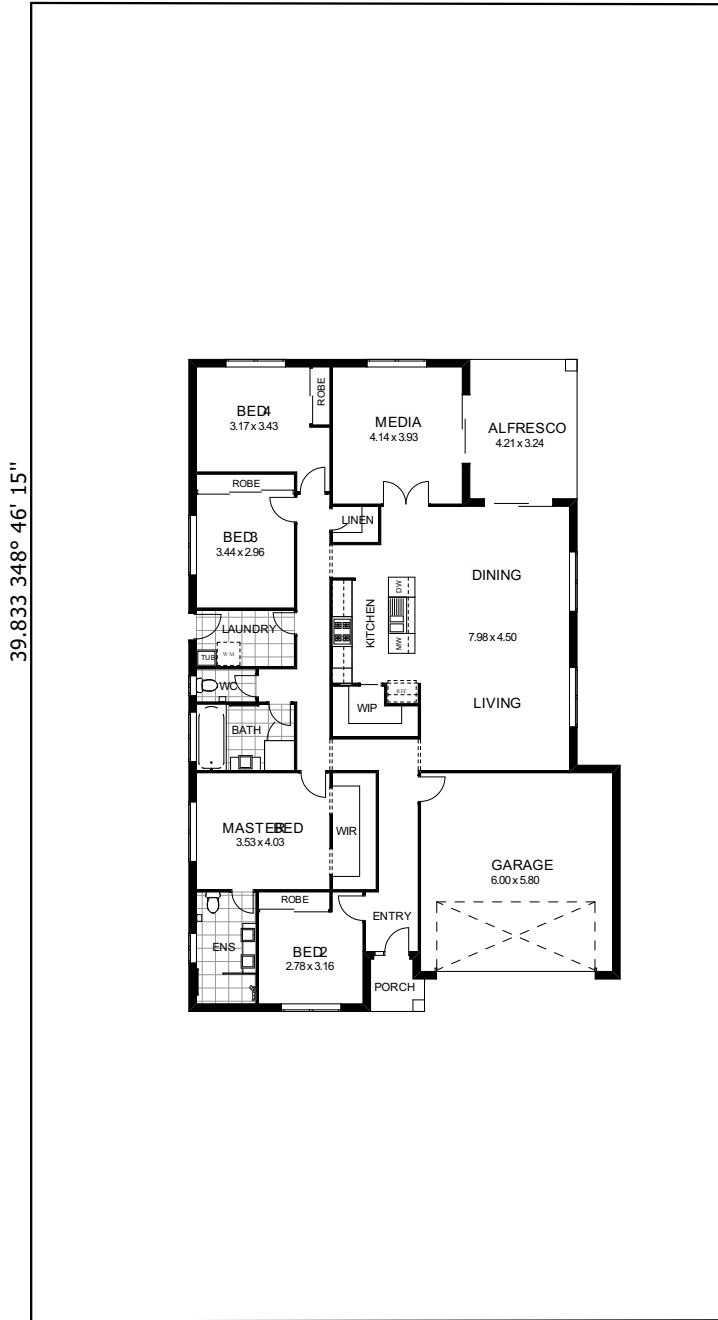 39.833 348° 46' 15"
BED4
3.17 x 3.43
ROBE
MEDIA
4.14 x 3.93
ALFRESCO
4.21 x 3.24
ROBE
BED3
3.44 x 2.96
LINEN
DINING
KITCHEN
DW
MW
7.98 x 4.50
LAUNDRY
TUB
WM
WC
REF
WIP
LIVING
BATH
MASTER BED
3.53 x 4.03
WIR
GARAGE
6.00 x 5.80
ROBE
ENTRY
ENS
BED2
2.78 x 3.16
PORCH